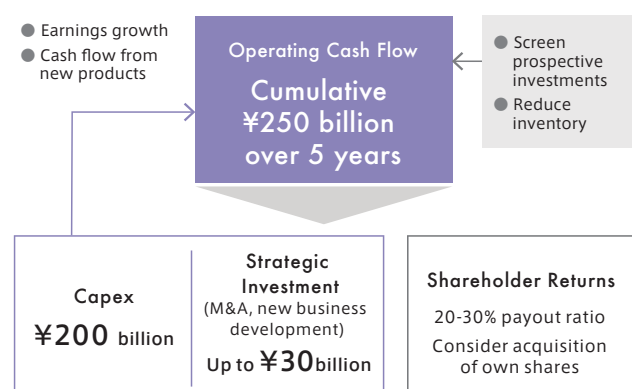 ● Earnings growth
● Cash flow from
new products
Operating Cash Flow
Cumulative
¥250 billion
over 5 years
● Screen
prospective
investments
● Reduce
inventory
Capex
¥200 billion
Strategic
Investment
(M&A, new business
development)
Up to ¥30billion
Shareholder Returns
20-30% payout ratio
Consider acquisition
of own shares